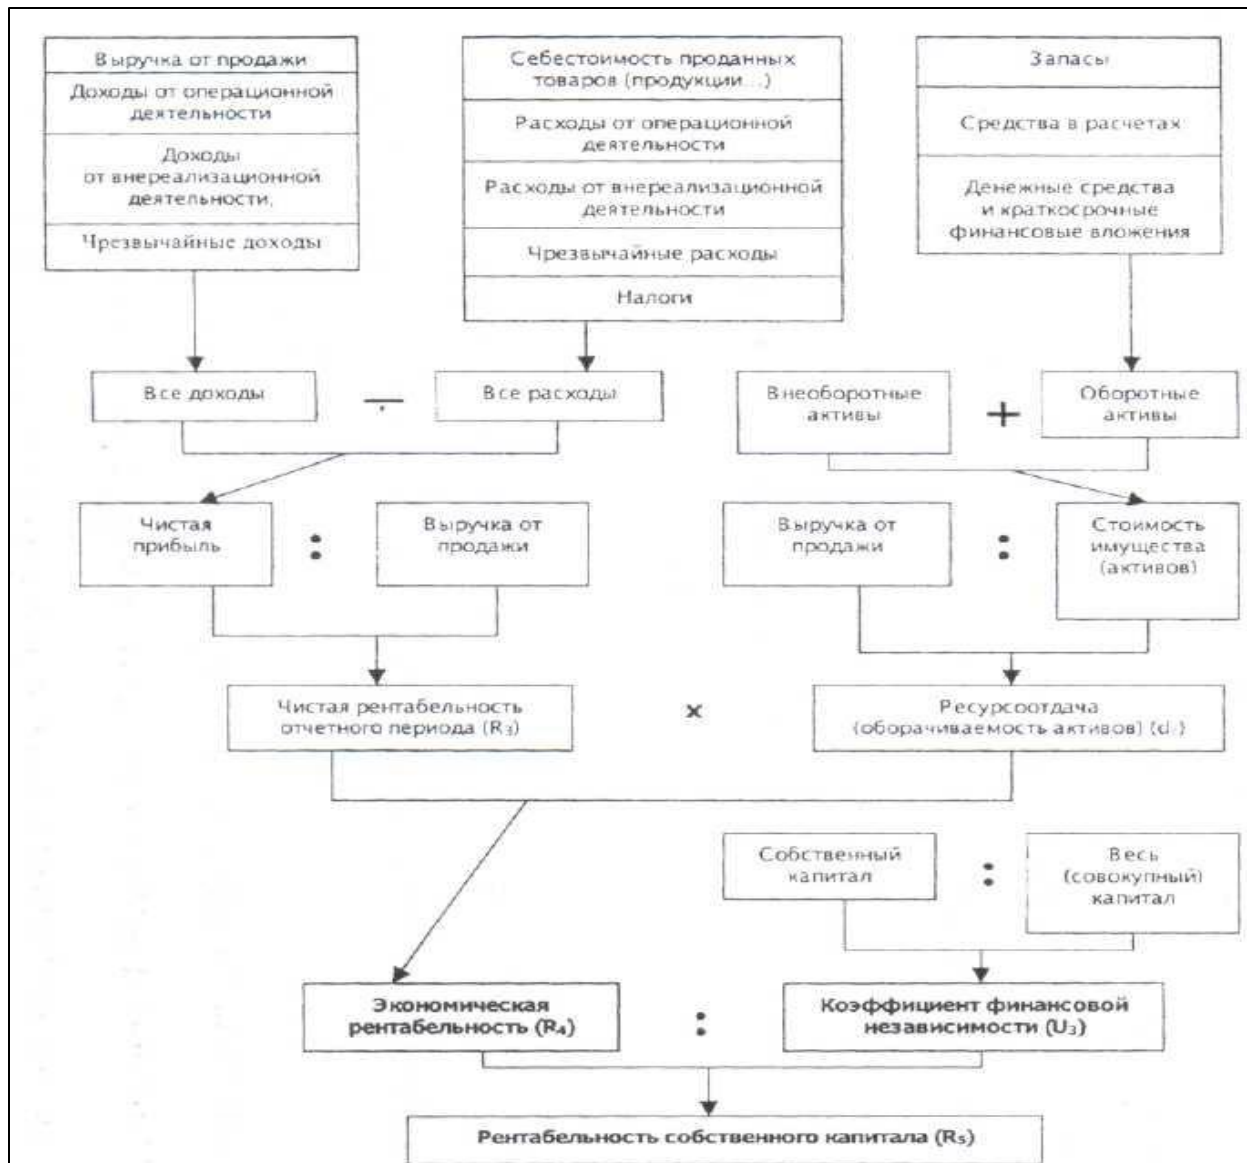 Выручка от продажи
Доходы от операционной
деятельности
Доходы
от внереализационной
деятельности,
Чрезвычайные доходы
Себестоимость проданных
товаров (продукции...)
Расходы от операционной
деятельности
Расходы от внереализационной
деятельности
Чрезвычайные расходы
Налоги
Запасы
Средства в расчетах
Денежные средства
и краткосрочные
финансовые вложения
Все доходы
—
Все расходы
Внеоборотные
активы
+
Оборотные
активы
Чистая
прибыль
:
Выручка от
продажи
Выручка от
продажи
:
Стоимость
имущества
(активов)
Чистая рентабельность
отчетного периода (R₃)
x
Ресурсоотдача
(оборачиваемость активов)
Собственный
капитал
:
Весь
(совокупный)
капитал
Экономическая
рентабельность (R₄)
:
Коэффициент финансовой
независимости (U₃)
Рентабельность собственного капитала (R₅)